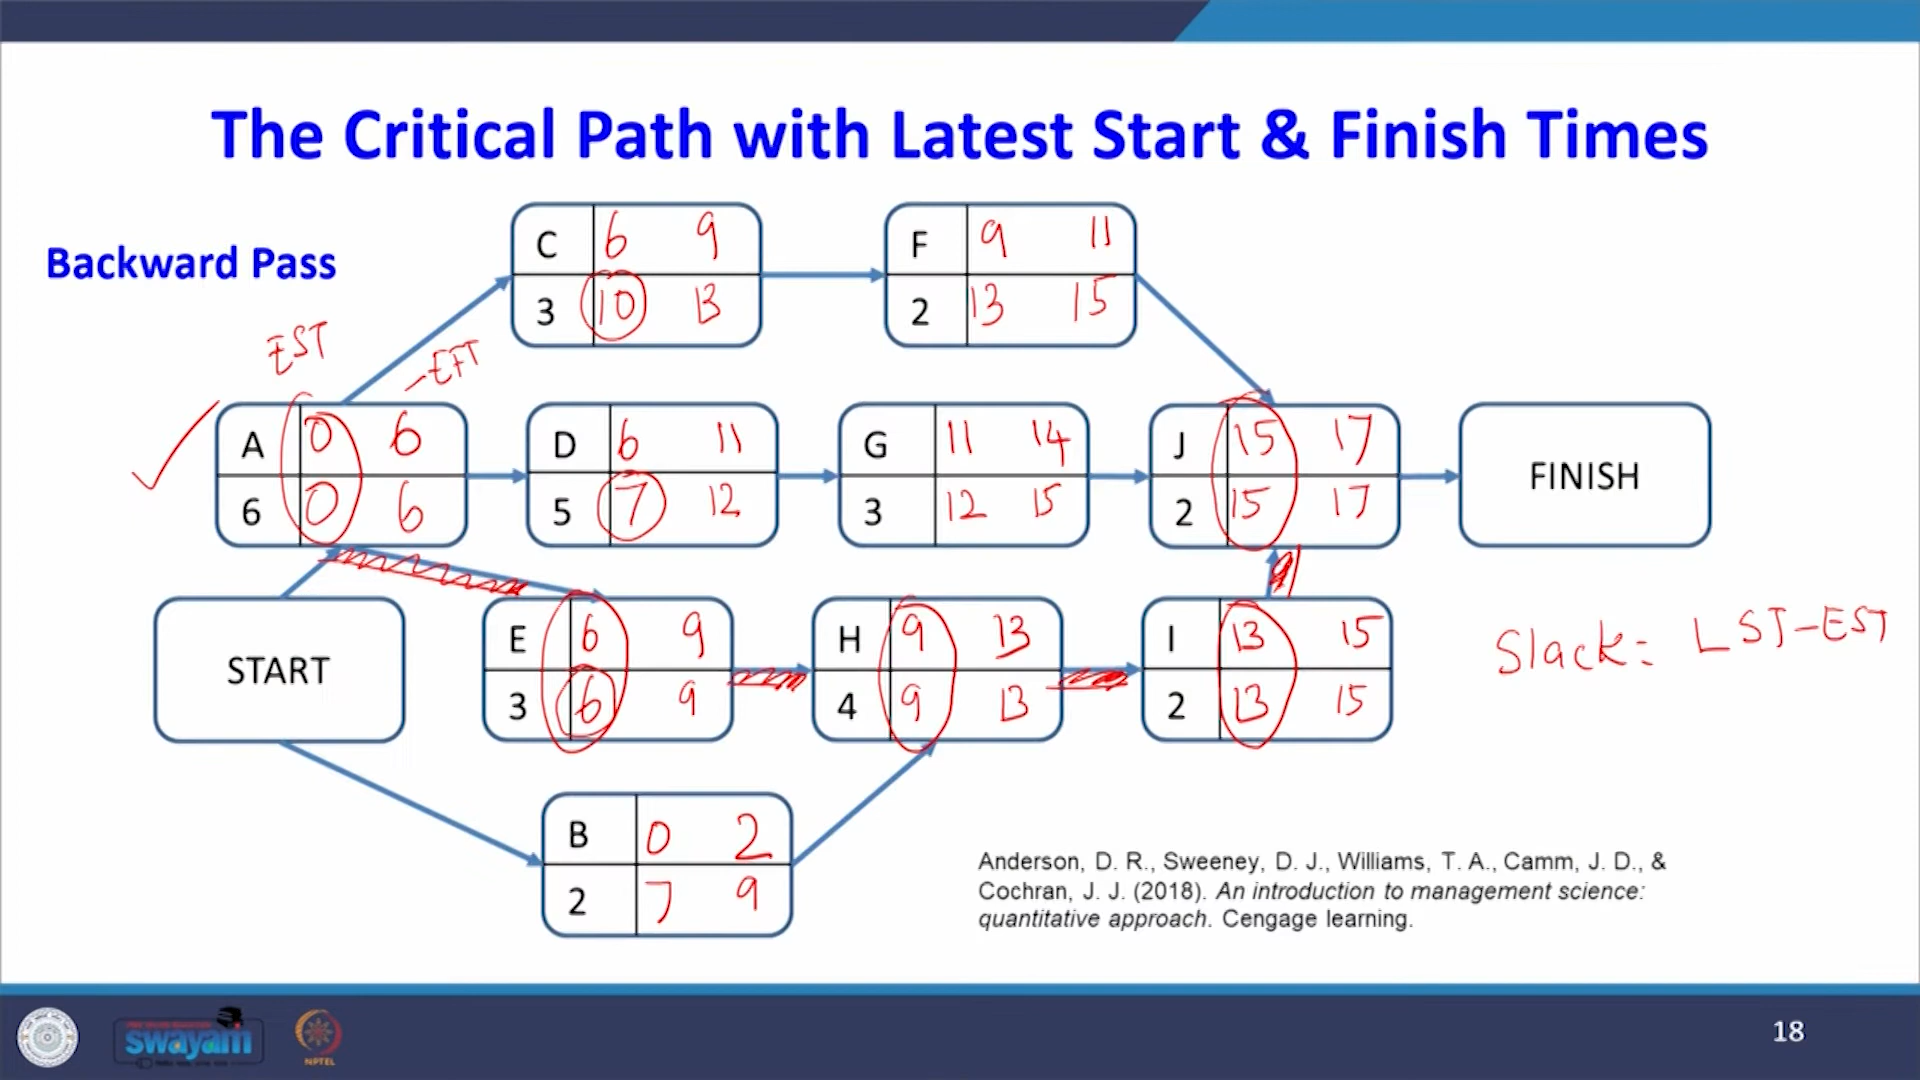 The Critical Path with Latest Start & Finish Times
Backward Pass
C 6 9
3 10 13
F 9 11
2 13 15
EST
-EFT
A 0 6
6 0 6
D 6 11
5 7 12
G 11 14
3 12 15
J 15 17
2 15 17
FINISH
START
E 6 9
3 6 9
H 9 13
4 9 13
I 13 15
2 13 15
Slack: LST-EST
B 0 2
2 7 9
Anderson, D. R., Sweeney, D. J., Williams, T. A., Camm, J. D., &
Cochran, J. J. (2018). An introduction to management science:
quantitative approach. Cengage learning.
swayam
NPTEL
18